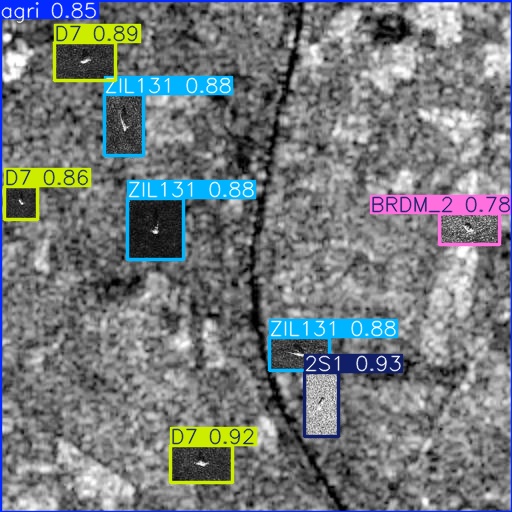 agri 0.85
D7 0.89
ZIL131 0.88
D7 0.86
ZIL131 0.88
BRDM_2 0.78
ZIL131 0.88
2S1 0.93
D7 0.92